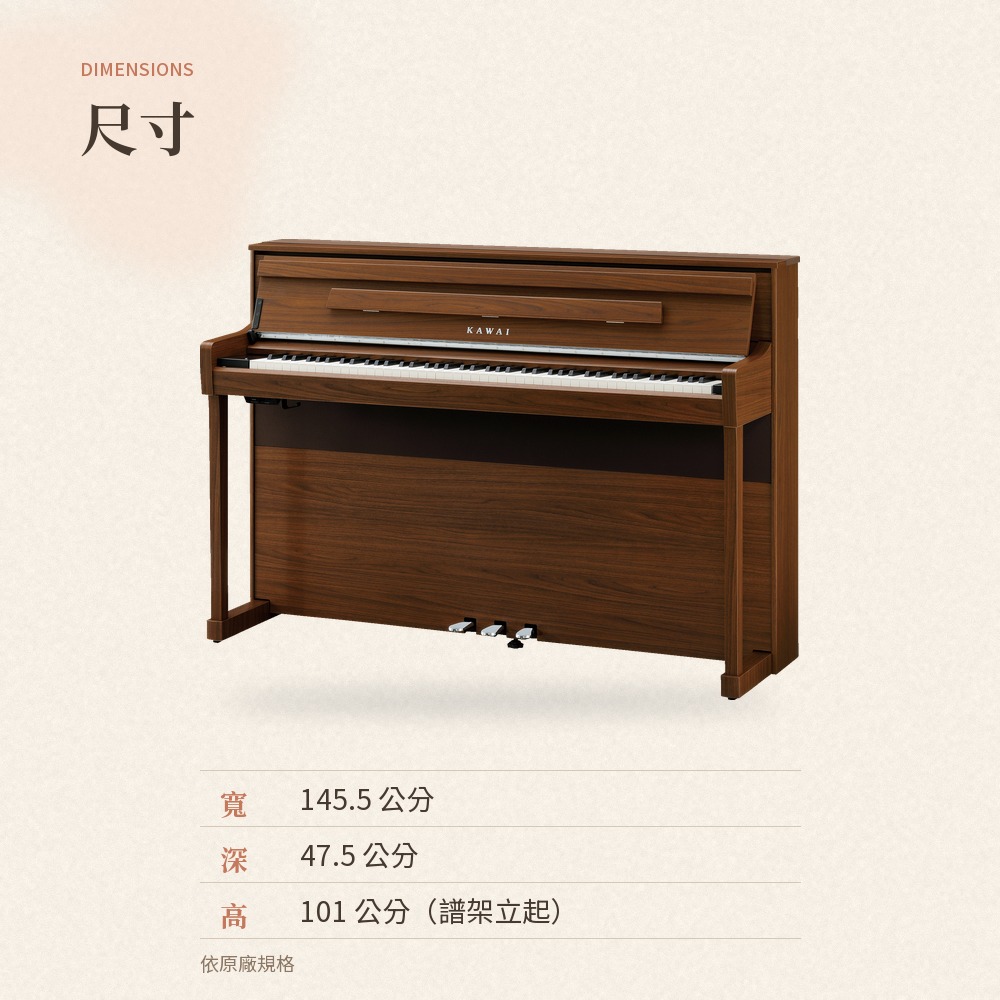 DIMENSIONS
尺寸
KAWAI
寬 145.5 公分
深 47.5 公分
高 101 公分（譜架立起）
依原廠規格